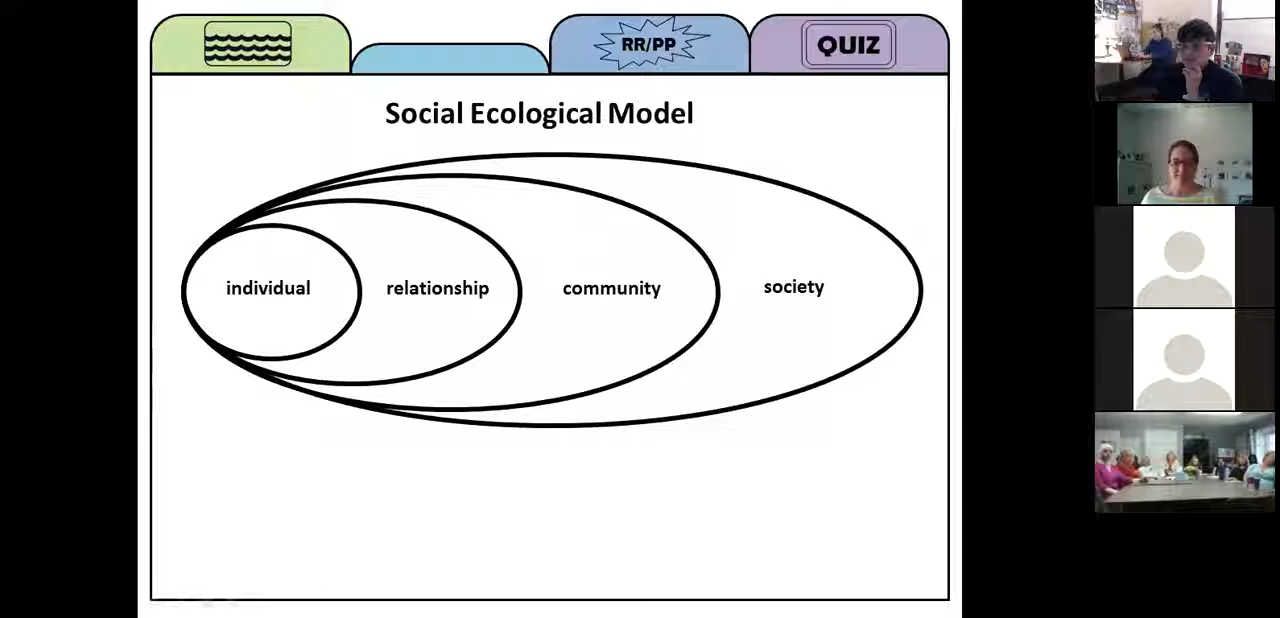 RR/PP
QUIZ
Social Ecological Model
individual
relationship
community
society